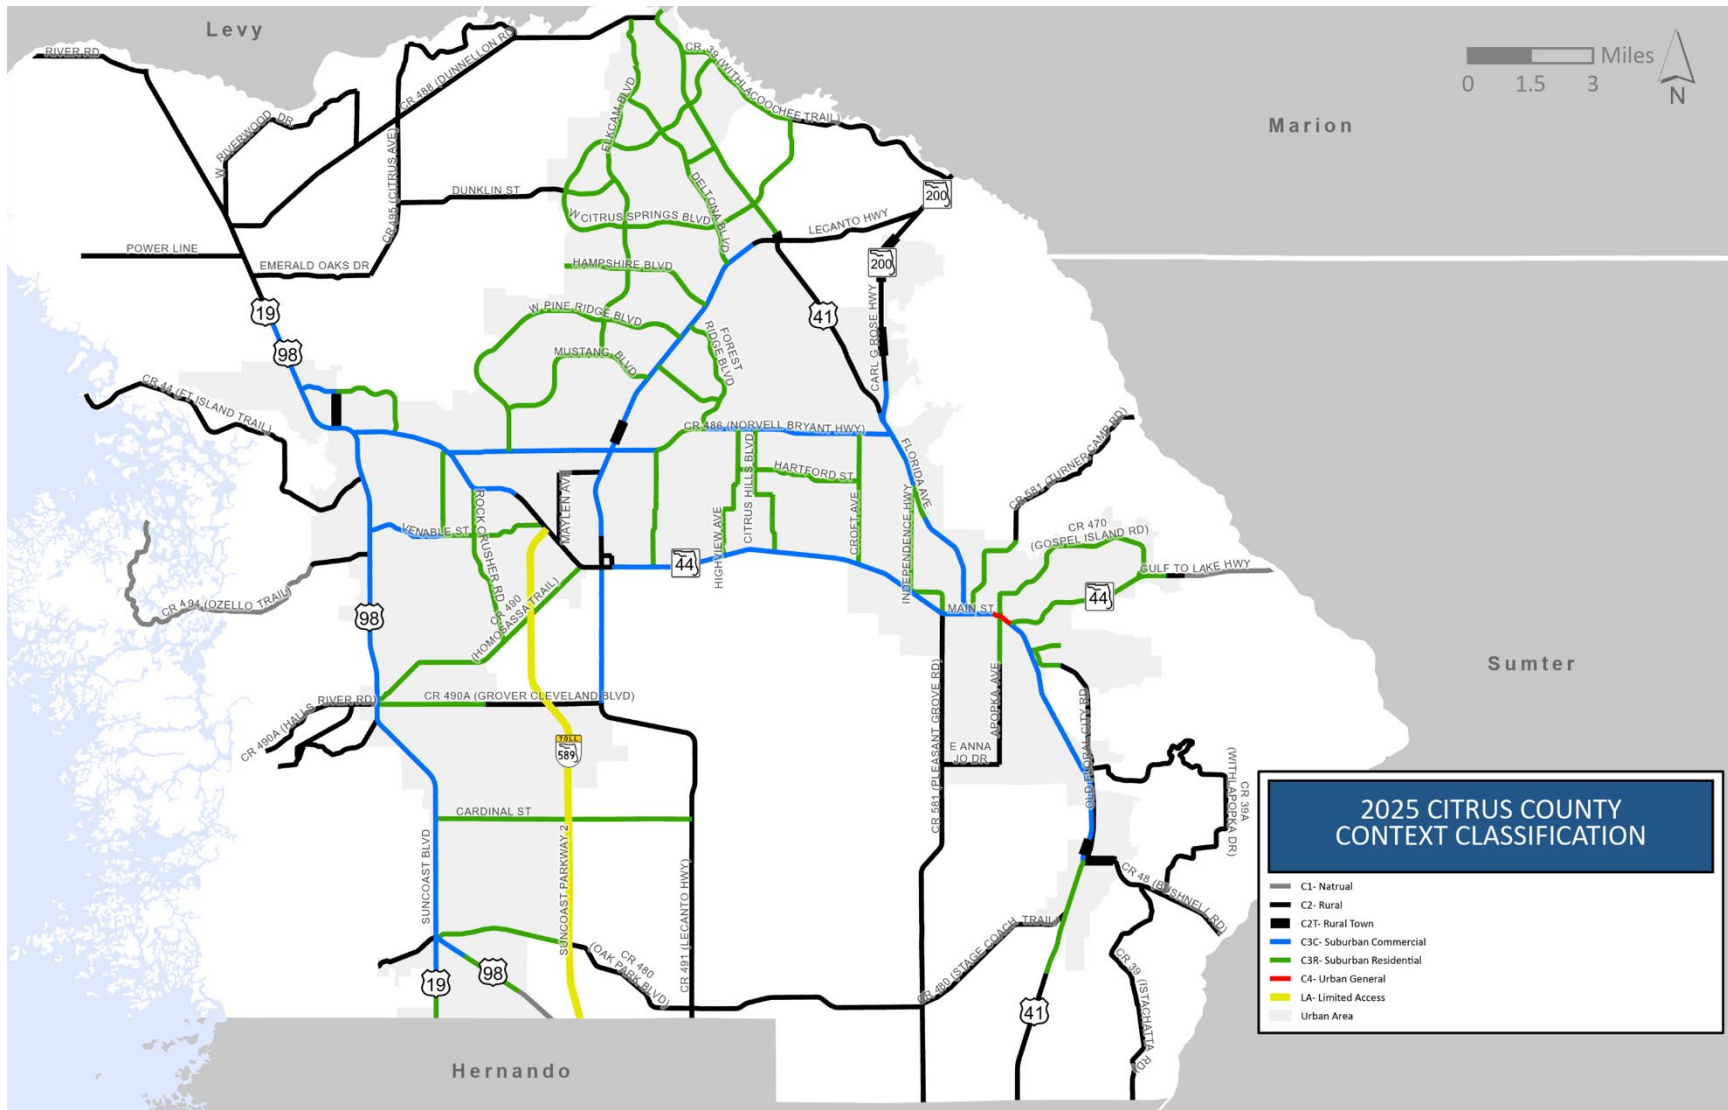 Levy
Marion
Sumter
Hernando
Miles
0 1.5 3
N
RIVER RD
W RIVERWOOD DR
CR 488 (DUNNELLON RD)
CR 495 (CITRUS AVE)
DUNKLIN ST
POWER LINE
EMERALD OAKS DR
ELKCAM BLVD
CR 39 (WITHLACOOCHEE TRAIL)
DELTONA BLVD
W CITRUS SPRINGS BLVD
LECANTO HWY
200
200
HAMPSHIRE BLVD
W PINE RIDGE BLVD
MUSTANG BLVD
FOREST
RIDGE BLVD
CARL G ROSE HWY
41
19
98
CR 44 (FT ISLAND TRAIL)
CR 486 (NORVELL BRYANT HWY)
FLORIDA AVE
CR 581 (TURNER CAMP RD)
HARTFORD ST
CITRUS HILLS BLVD
HIGHVIEW AVE
CROFT AVE
INDEPENDENCE HWY
MAYLEN AVE
ROCK CRUSHER RD
VENABLE ST
CR 470
(GOSPEL ISLAND RD)
GULF TO LAKE HWY
44
44
MAIN ST
CR 494 (OZELLO TRAIL)
98
CR 490
(HOMOSASSA TRAIL)
CR 490A (GROVER CLEVELAND BLVD)
CR 490A (HALLS RIVER RD)
TOLL
589
CR 581 (PLEASANT GROVE RD)
APOPKA AVE
E ANNA
JO DR
OLD FLORAL CITY RD
CR 39A
(WITHLAPOPKA DR)
CARDINAL ST
SUNCOAST BLVD
SUNCOAST PARKWAY 2
CR 491 (LECANTO HWY)
CR 48 (BUSHNELL RD)
CR 480
(OAK PARK BLVD)
CR 480 (STAGE COACH TRAIL)
CR 39 (ISTACHATTA RD)
98
19
41
2025 CITRUS COUNTY
CONTEXT CLASSIFICATION
C1- Natrual
C2- Rural
C2T- Rural Town
C3C- Suburban Commercial
C3R- Suburban Residential
C4- Urban General
LA- Limited Access
Urban Area